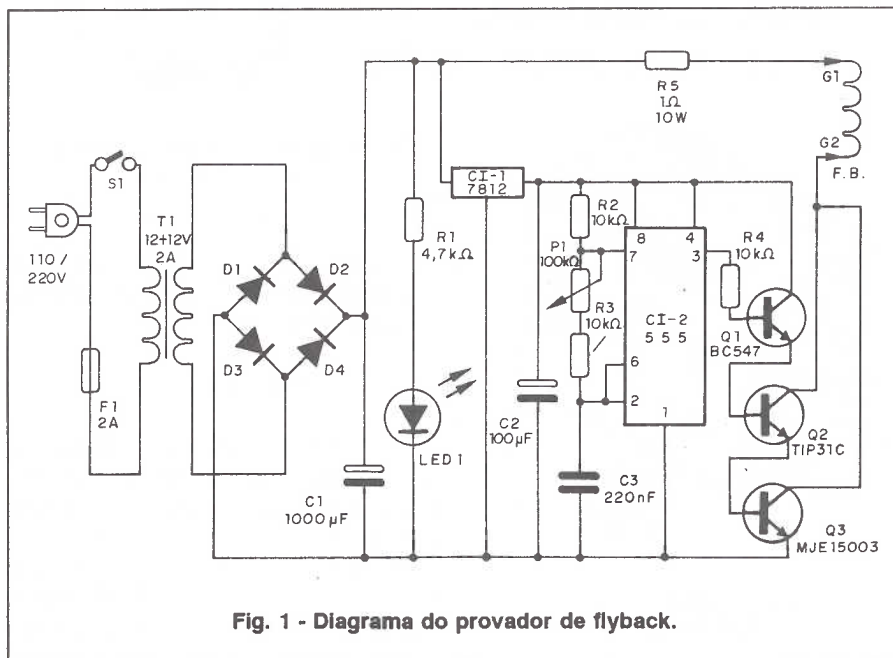 S1
110 /
220V
F1
2A
T1
12+12V
2A
D1
D2
D3
D4
C1
1000µF
R1
4,7kΩ
LED1
CI-1
7812
C2
100µF
R2
10kΩ
P1
100kΩ
R3
10kΩ
C3
220nF
8
4
7
3
CI-2
555
6
2
1
R4
10kΩ
Q1
BC547
Q2
TIP31C
Q3
MJE15003
R5
1Ω
10W
G1
G2
F.B.
Fig. 1 - Diagrama do provador de flyback.